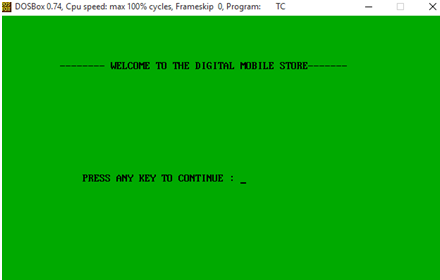 DOSBox 0.74, Cpu speed: max 100% cycles, Frameskip 0, Program: TC
-------- WELCOME TO THE DIGITAL MOBILE STORE-------
PRESS ANY KEY TO CONTINUE : _